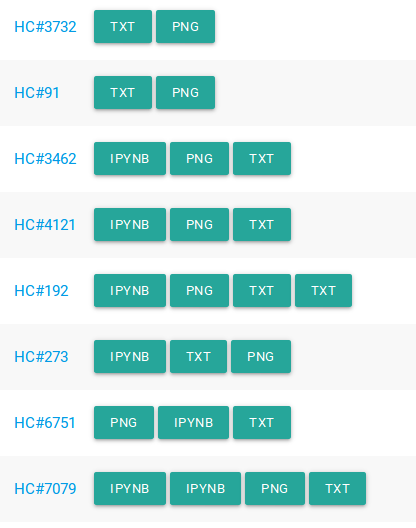 HC#3732 TXT PNG
HC#91 TXT PNG
HC#3462 IPYNB PNG TXT
HC#4121 IPYNB PNG TXT
HC#192 IPYNB PNG TXT TXT
HC#273 IPYNB TXT PNG
HC#6751 PNG IPYNB TXT
HC#7079 IPYNB IPYNB PNG TXT